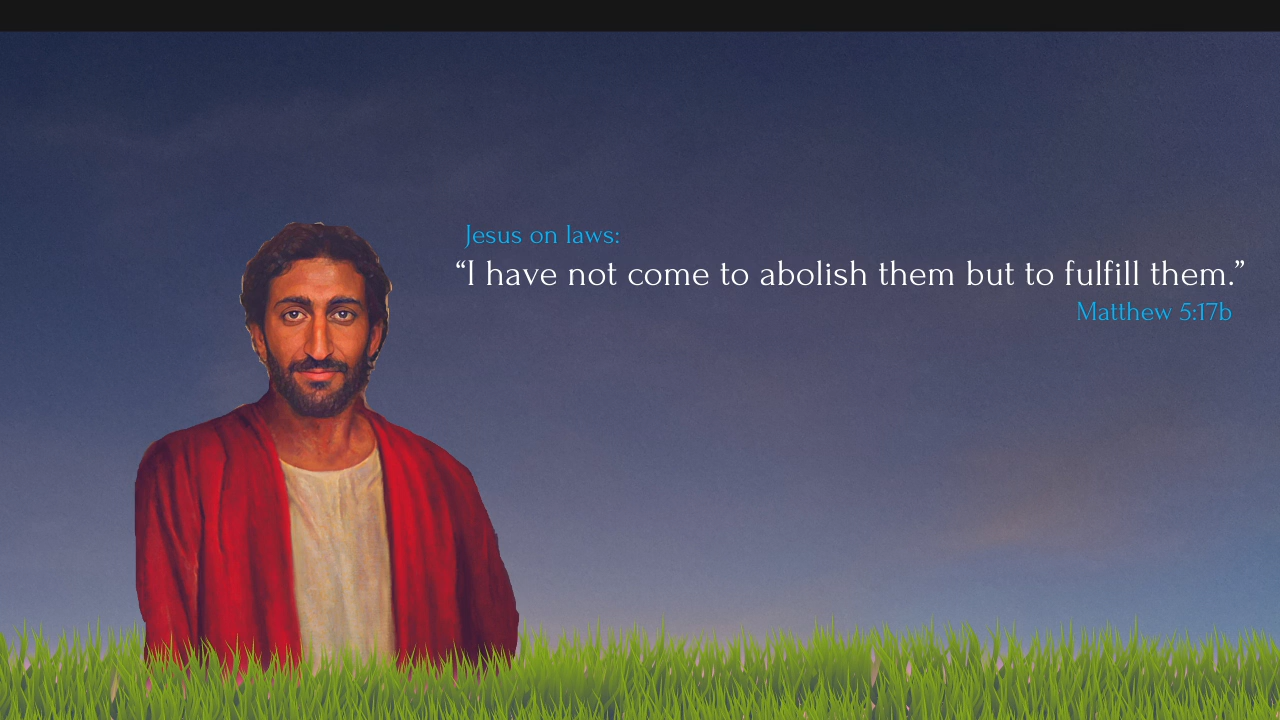 Jesus on laws:
“I have not come to abolish them but to fulfill them.”
Matthew 5:17b